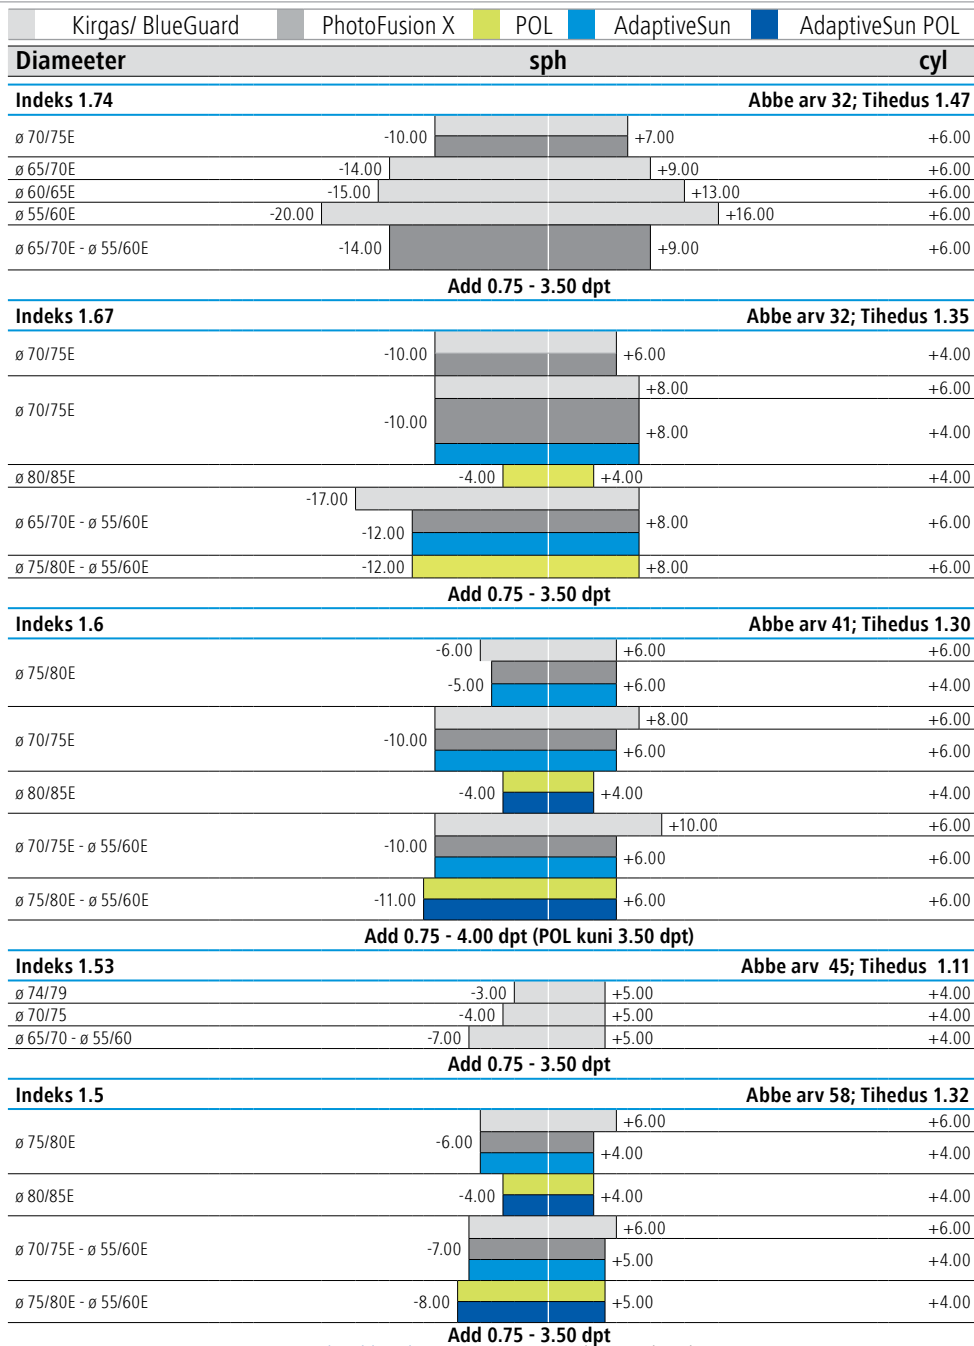 Kirgas/ BlueGuard PhotoFusion X POL AdaptiveSun AdaptiveSun POL
Diameeter sph cyl
Indeks 1.74 Abbe arv 32; Tihedus 1.47
ø 70/75E -10.00 +7.00 +6.00
ø 65/70E -14.00 +9.00 +6.00
ø 60/65E -15.00 +13.00 +6.00
ø 55/60E -20.00 +16.00 +6.00
ø 65/70E - ø 55/60E -14.00 +9.00 +6.00
Add 0.75 - 3.50 dpt
Indeks 1.67 Abbe arv 32; Tihedus 1.35
ø 70/75E -10.00 +6.00 +4.00
+8.00 +6.00
ø 70/75E -10.00 +8.00 +4.00
ø 80/85E -4.00 +4.00 +4.00
-17.00
ø 65/70E - ø 55/60E +8.00 +6.00
-12.00
ø 75/80E - ø 55/60E -12.00 +8.00 +6.00
Add 0.75 - 3.50 dpt
Indeks 1.6 Abbe arv 41; Tihedus 1.30
-6.00 +6.00 +6.00
ø 75/80E
-5.00 +6.00 +4.00
+8.00 +6.00
ø 70/75E -10.00
+6.00 +6.00
ø 80/85E -4.00 +4.00 +4.00
+10.00 +6.00
ø 70/75E - ø 55/60E -10.00
+6.00 +6.00
ø 75/80E - ø 55/60E -11.00 +6.00 +6.00
Add 0.75 - 4.00 dpt (POL kuni 3.50 dpt)
Indeks 1.53 Abbe arv 45; Tihedus 1.11
ø 74/79 -3.00 +5.00 +4.00
ø 70/75 -4.00 +5.00 +4.00
ø 65/70 - ø 55/60 -7.00 +5.00 +4.00
Add 0.75 - 3.50 dpt
Indeks 1.5 Abbe arv 58; Tihedus 1.32
+6.00 +6.00
ø 75/80E -6.00
+4.00 +4.00
ø 80/85E -4.00 +4.00 +4.00
+6.00 +6.00
ø 70/75E - ø 55/60E -7.00
+5.00 +4.00
ø 75/80E - ø 55/60E -8.00 +5.00 +4.00
Add 0.75 - 3.50 dpt